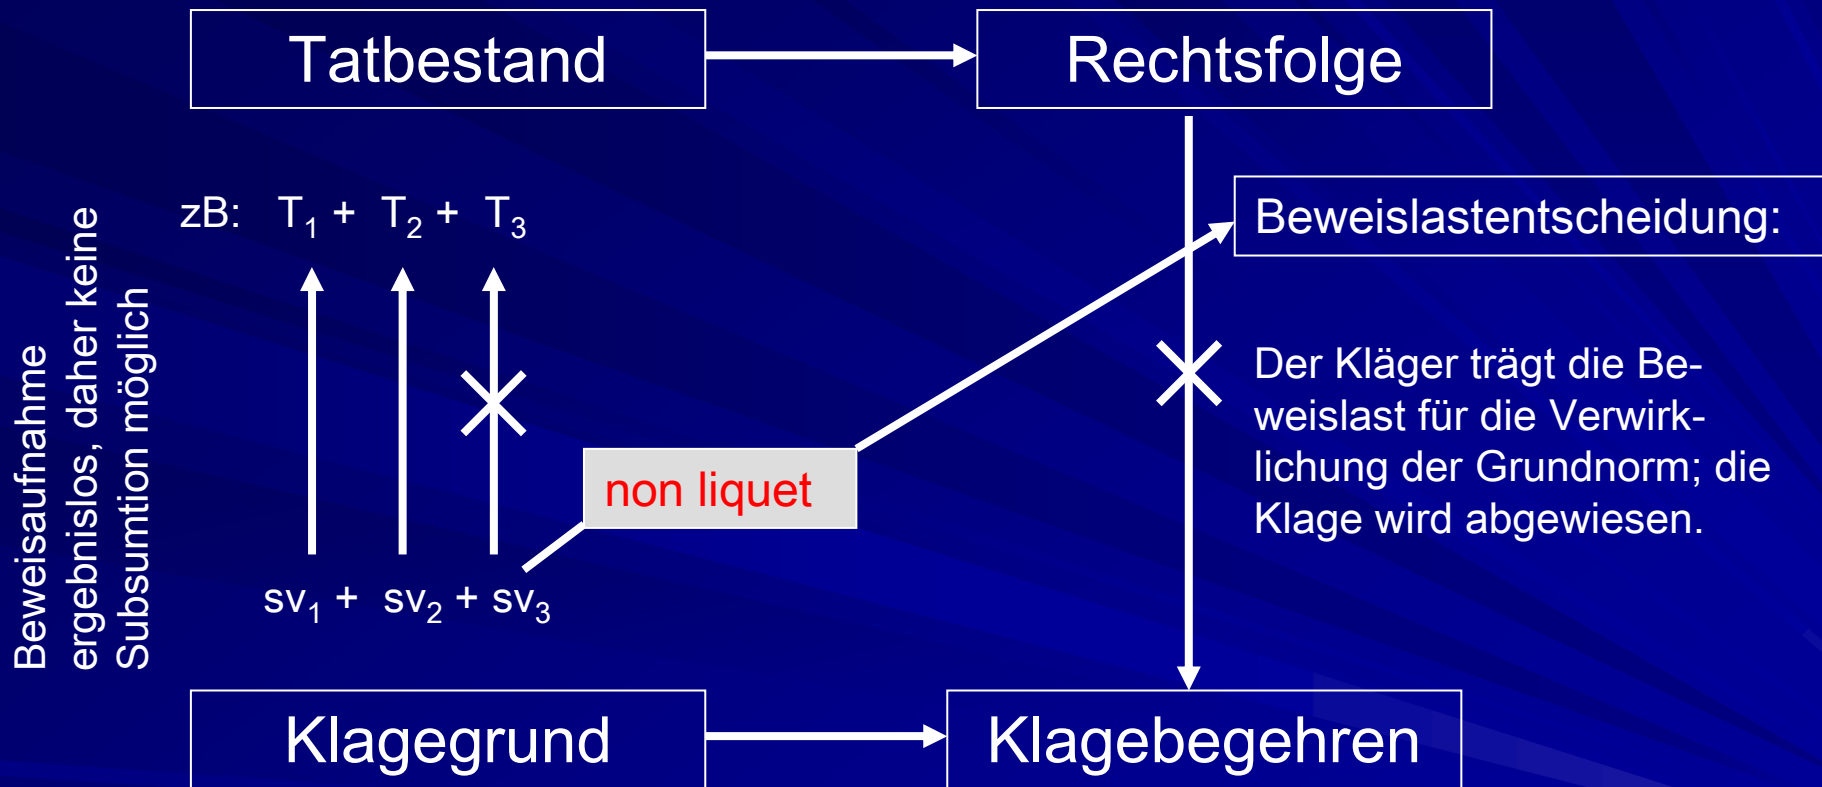 Tatbestand
Rechtsfolge
zB: T₁ + T₂ + T₃
Beweislastentscheidung:
Beweisaufnahme
ergebnislos, daher keine
Subsumtion möglich
Der Kläger trägt die Be-
weislast für die Verwirk-
lichung der Grundnorm; die
Klage wird abgewiesen.
non liquet
sv₁ + sv₂ + sv₃
Klagegrund
Klagebegehren